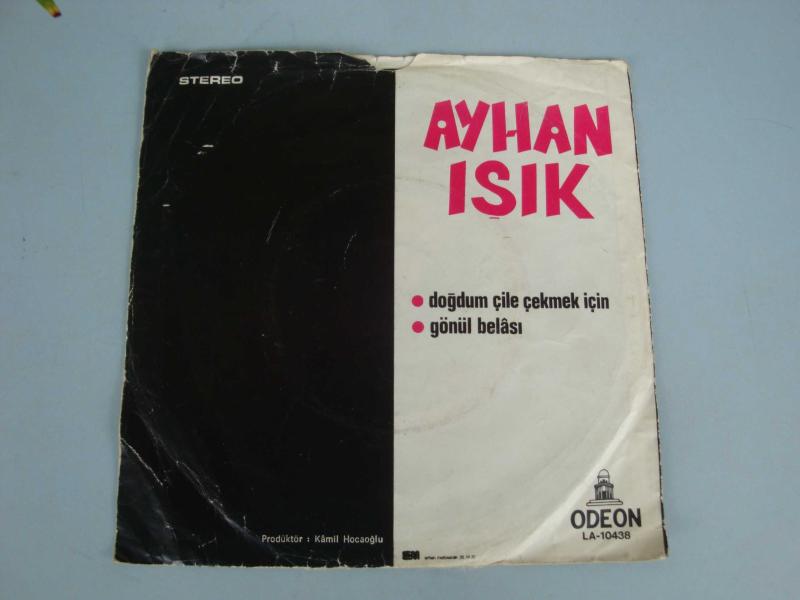 STEREO
AYHAN
IŞIK
doğdum çile çekmek için
gönül belâsı
ODEON
LA-10438
Prodüktör : Kâmil Hocaoğlu